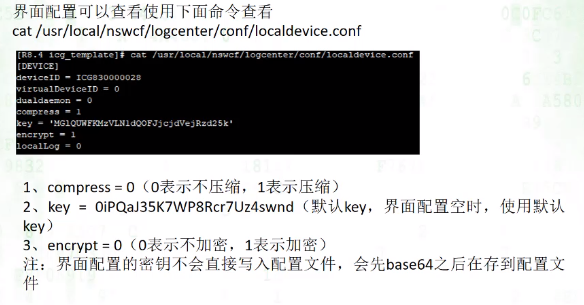 界面配置可以查看使用下面命令查看
cat /usr/local/nswcf/logcenter/conf/localdevice.conf
[R8.4 icg_template]# cat /usr/local/nswcf/logcenter/conf/localdevice.conf
[DEVICE]
deviceID = ICG830000028
virtualDeviceID = 0
dualdaemon = 0
compress = 1
key = 'MGlQUWFKMzVLN1dQOFJjcjdVejRzd25k'
encrypt = 1
localLog = 0
1、compress = 0（0表示不压缩，1表示压缩）
2、key = 0iPQaJ35K7WP8Rcr7Uz4swnd（默认key，界面配置空时，使用默认
key）
3、encrypt = 0（0表示不加密，1表示加密）
注：界面配置的密钥不会直接写入配置文件，会先base64之后在存到配置文
件